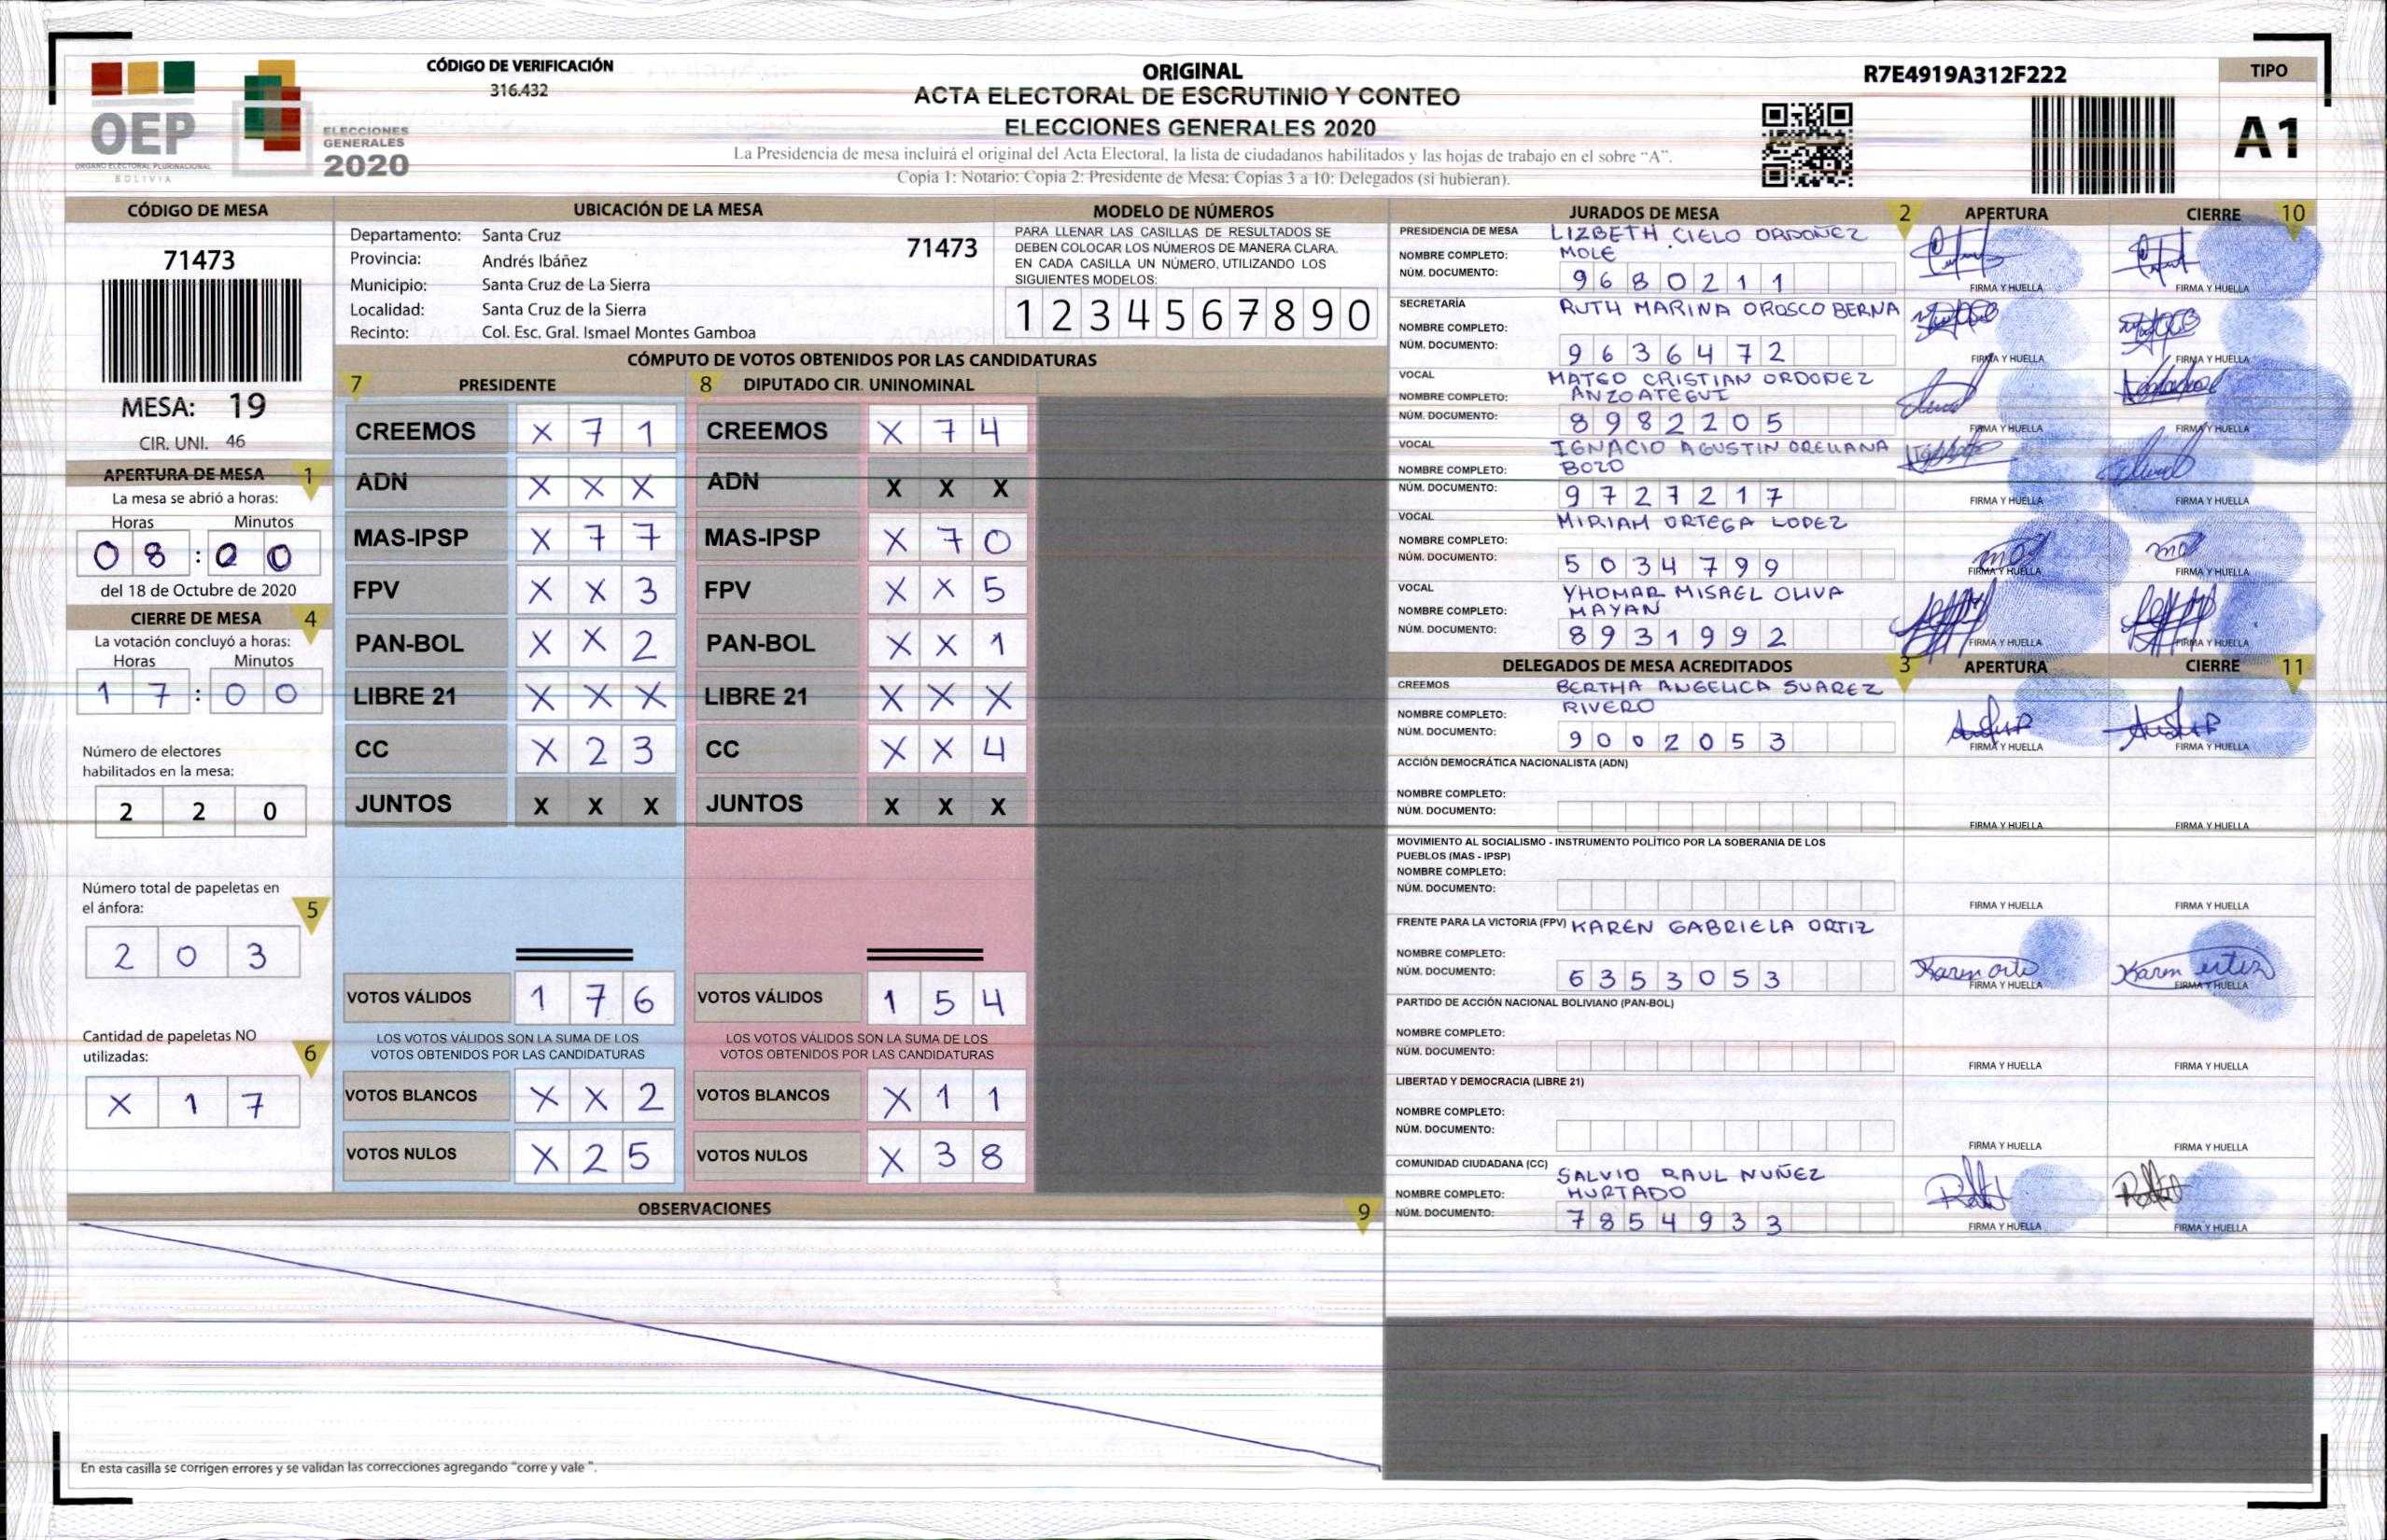 CÓDIGO DE VERIFICACIÓN
316.432
OEP
ÓRGANO ELECTORAL PLURINACIONAL
BOLIVIA
ELECCIONES
GENERALES
2020
ORIGINAL
ACTA ELECTORAL DE ESCRUTINIO Y CONTEO
ELECCIONES GENERALES 2020
La Presidencia de mesa incluirá el original del Acta Electoral, la lista de ciudadanos habilitados y las hojas de trabajo en el sobre “A”.
Copia 1: Notario: Copia 2: Presidente de Mesa: Copias 3 a 10: Delegados (si hubieran).
R7E4919A312F222
TIPO
A1
CÓDIGO DE MESA
71473
MESA: 19
CIR. UNI. 46
APERTURA DE MESA 1
La mesa se abrió a horas:
Horas Minutos
08:00
del 18 de Octubre de 2020
CIERRE DE MESA 4
La votación concluyó a horas:
Horas Minutos
17:00
Número de electores
habilitados en la mesa:
2 2 0
Número total de papeletas en
el ánfora: 5
2 0 3
Cantidad de papeletas NO
utilizadas: 6
X 1 7
UBICACIÓN DE LA MESA
Departamento: Santa Cruz
71473
Provincia: Andrés Ibáñez
Municipio: Santa Cruz de La Sierra
Localidad: Santa Cruz de la Sierra
Recinto: Col. Esc. Gral. Ismael Montes Gamboa
MODELO DE NÚMEROS
PARA LLENAR LAS CASILLAS DE RESULTADOS SE
DEBEN COLOCAR LOS NÚMEROS DE MANERA CLARA.
EN CADA CASILLA UN NÚMERO, UTILIZANDO LOS
SIGUIENTES MODELOS:
1 2 3 4 5 6 7 8 9 0
CÓMPUTO DE VOTOS OBTENIDOS POR LAS CANDIDATURAS
7 PRESIDENTE 8 DIPUTADO CIR. UNINOMINAL
CREEMOS X 7 1 CREEMOS X 7 4
ADN X X X ADN X X X
MAS-IPSP X 7 7 MAS-IPSP X 7 0
FPV X X 3 FPV X X 5
PAN-BOL X X 2 PAN-BOL X X 1
LIBRE 21 X X X LIBRE 21 X X X
CC X 2 3 CC X X 4
JUNTOS X X X JUNTOS X X X
VOTOS VÁLIDOS 1 7 6 VOTOS VÁLIDOS 1 5 4
LOS VOTOS VÁLIDOS SON LA SUMA DE LOS LOS VOTOS VÁLIDOS SON LA SUMA DE LOS
VOTOS OBTENIDOS POR LAS CANDIDATURAS VOTOS OBTENIDOS POR LAS CANDIDATURAS
VOTOS BLANCOS X X 2 VOTOS BLANCOS X 1 1
VOTOS NULOS X 2 5 VOTOS NULOS X 3 8
OBSERVACIONES 9
En esta casilla se corrigen errores y se validan las correcciones agregando "corre y vale ".
JURADOS DE MESA 2 APERTURA CIERRE 10
PRESIDENCIA DE MESA LIZBETH CIELO ORDOÑEZ
NOMBRE COMPLETO: MOLE
NÚM. DOCUMENTO: 9680211
FIRMA Y HUELLA FIRMA Y HUELLA
SECRETARÍA RUTH MARINA OROSCO BERNA
NOMBRE COMPLETO:
NÚM. DOCUMENTO: 9636472
FIRMA Y HUELLA FIRMA Y HUELLA
VOCAL MATEO CRISTIAN ORDOÑEZ
NOMBRE COMPLETO: ANZOATEGUI
NÚM. DOCUMENTO: 8982205
FIRMA Y HUELLA FIRMA Y HUELLA
VOCAL IGNACIO AGUSTIN ORELLANA
NOMBRE COMPLETO: BOZO
NÚM. DOCUMENTO: 9727217
FIRMA Y HUELLA FIRMA Y HUELLA
VOCAL MIRIAM ORTEGA LOPEZ
NOMBRE COMPLETO:
NÚM. DOCUMENTO: 5034799
FIRMA Y HUELLA FIRMA Y HUELLA
VOCAL YHOMAR MISAEL OLIVA
NOMBRE COMPLETO: MAYAN
NÚM. DOCUMENTO: 8931992
FIRMA Y HUELLA FIRMA Y HUELLA
DELEGADOS DE MESA ACREDITADOS 3 APERTURA CIERRE 11
CREEMOS BERTHA ANGELICA SUAREZ
NOMBRE COMPLETO: RIVERO
NÚM. DOCUMENTO: 9002053
FIRMA Y HUELLA FIRMA Y HUELLA
ACCIÓN DEMOCRÁTICA NACIONALISTA (ADN)
NOMBRE COMPLETO:
NÚM. DOCUMENTO:
FIRMA Y HUELLA FIRMA Y HUELLA
MOVIMIENTO AL SOCIALISMO - INSTRUMENTO POLÍTICO POR LA SOBERANIA DE LOS
PUEBLOS (MAS - IPSP)
NOMBRE COMPLETO:
NÚM. DOCUMENTO:
FIRMA Y HUELLA FIRMA Y HUELLA
FRENTE PARA LA VICTORIA (FPV) KAREN GABRIELA ORTIZ
NOMBRE COMPLETO:
NÚM. DOCUMENTO: 6353053
Karen
FIRMA Y HUELLA FIRMA Y HUELLA
PARTIDO DE ACCIÓN NACIONAL BOLIVIANO (PAN-BOL)
NOMBRE COMPLETO:
NÚM. DOCUMENTO:
FIRMA Y HUELLA FIRMA Y HUELLA
LIBERTAD Y DEMOCRACIA (LIBRE 21)
NOMBRE COMPLETO:
NÚM. DOCUMENTO:
FIRMA Y HUELLA FIRMA Y HUELLA
COMUNIDAD CIUDADANA (CC) SALVIO RAUL NUÑEZ
NOMBRE COMPLETO: HURTADO
NÚM. DOCUMENTO: 7854933
FIRMA Y HUELLA FIRMA Y HUELLA